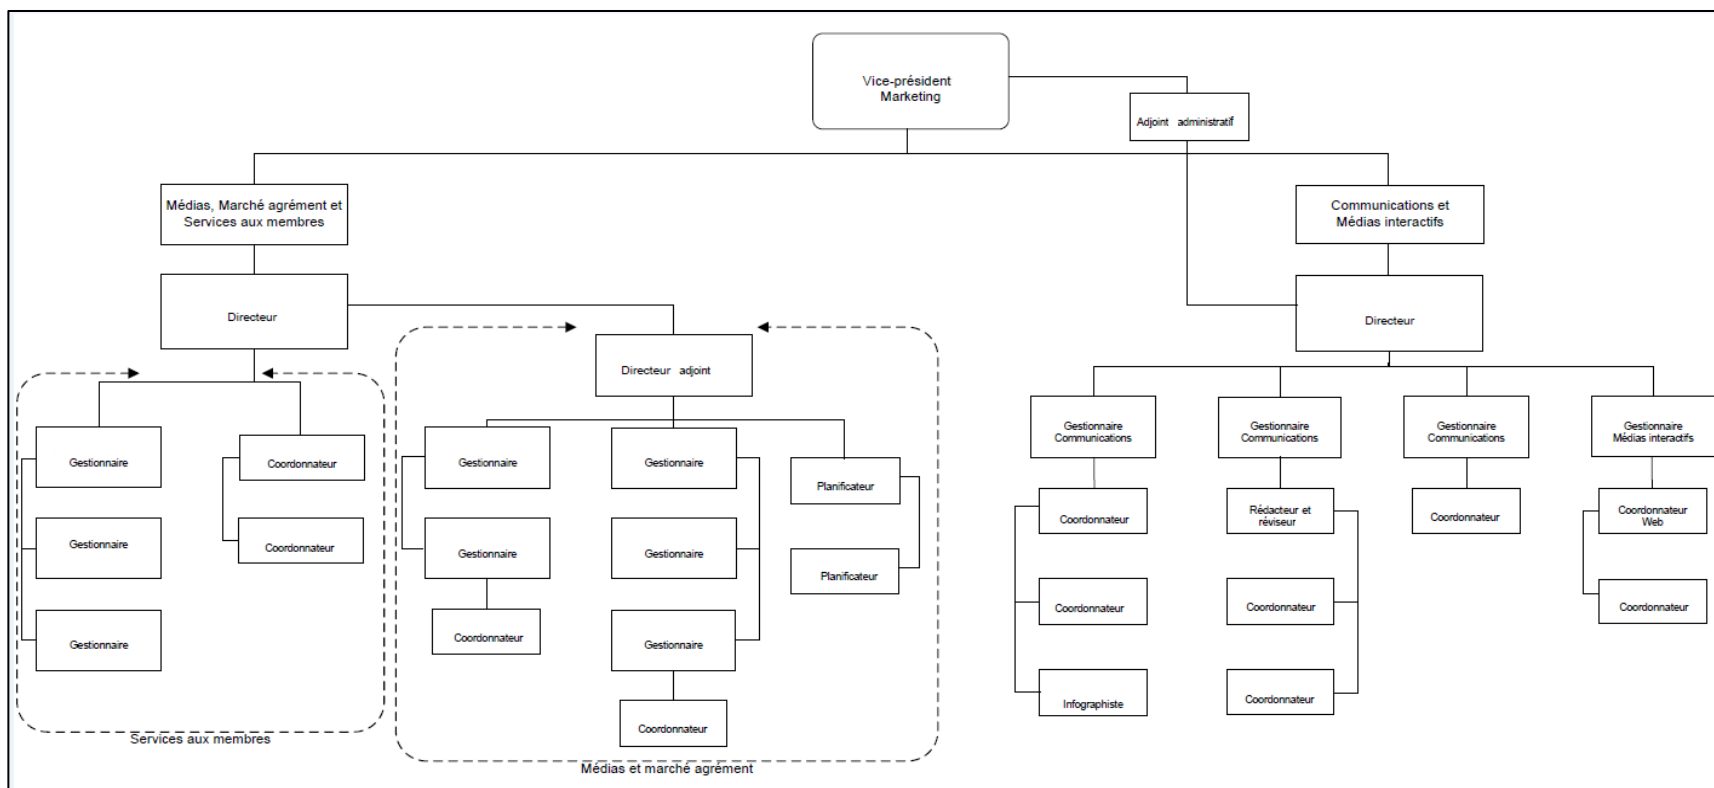 Vice-président
Marketing
Adjoint administratif
Médias, Marché agrément et
Services aux membres
Communications et
Médias interactifs
Directeur
Directeur
Directeur adjoint
Gestionnaire
Coordonnateur
Gestionnaire
Coordonnateur
Gestionnaire
Services aux membres
Gestionnaire
Gestionnaire
Planificateur
Gestionnaire
Gestionnaire
Planificateur
Coordonnateur
Gestionnaire
Coordonnateur
Médias et marché agrément
Gestionnaire
Communications
Gestionnaire
Communications
Gestionnaire
Communications
Gestionnaire
Médias interactifs
Coordonnateur
Rédacteur et
réviseur
Coordonnateur
Coordonnateur
Web
Coordonnateur
Coordonnateur
Coordonnateur
Infographiste
Coordonnateur